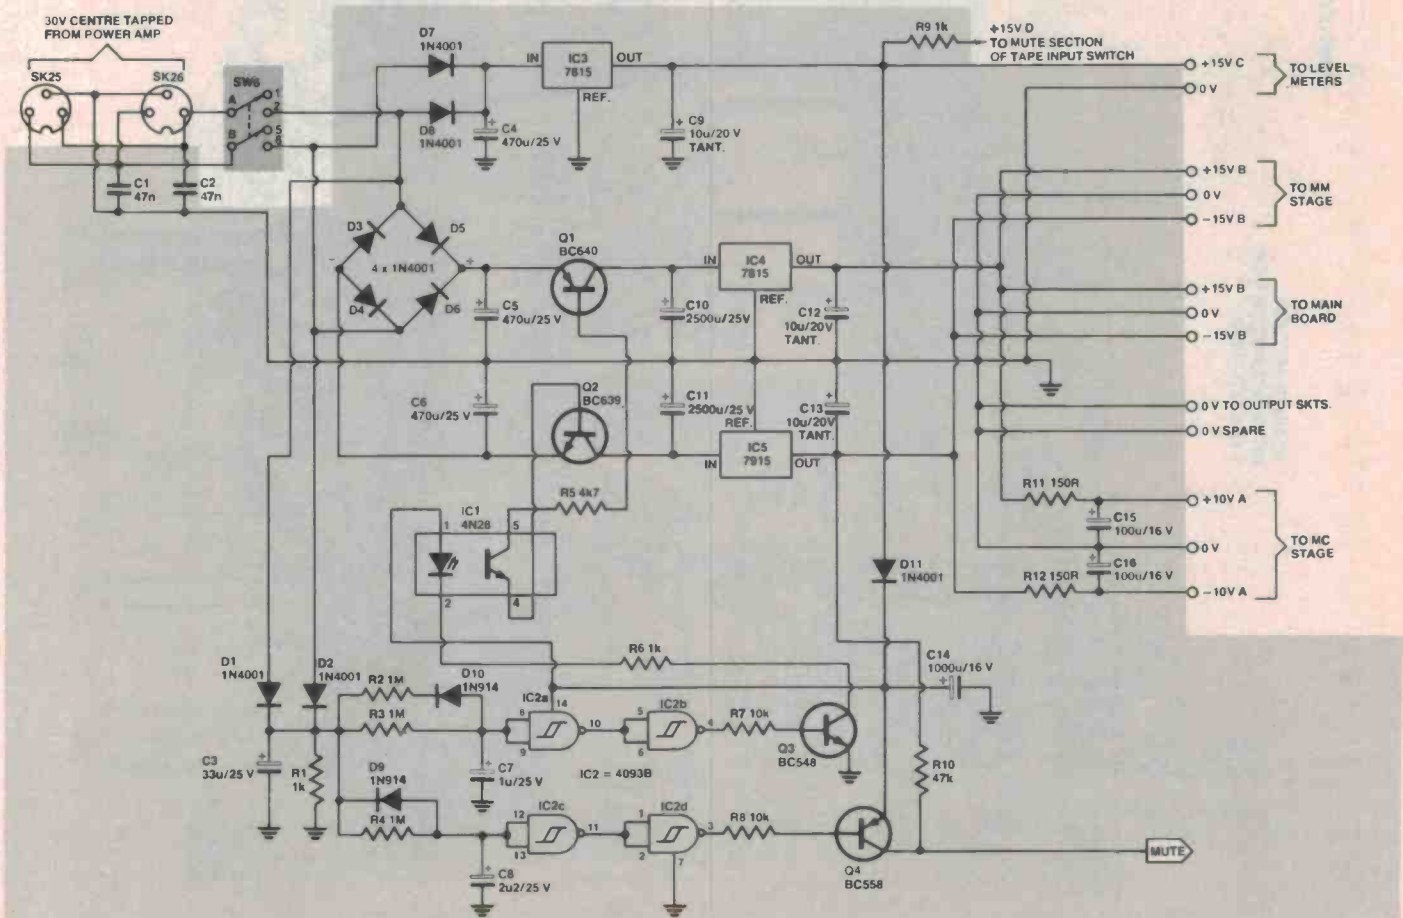 30V CENTRE TAPPED
FROM POWER AMP
SK25
SK26
SW6
A
1
2
B
5
6
C1
47n
C2
47n
D7
1N4001
D8
1N4001
IN
IC3
7815
OUT
REF.
C4
470u/25 V
C9
10u/20 V
TANT.
R9 1k
+15V D
TO MUTE SECTION
OF TAPE INPUT SWITCH
+15V C
0V
TO LEVEL
METERS
+15V B
0V
-15V B
TO MM
STAGE
+15V B
0V
-15V B
TO MAIN
BOARD
0V TO OUTPUT SKTS.
0V SPARE
+10V A
0V
-10V A
TO MC
STAGE
D3
D5
4 x 1N4001
-
+
D4
D6
C5
470u/25 V
C6
470u/25 V
Q1
BC640
Q2
BC639
C10
2500u/25V
C11
2500u/25 V
IN
IC4
7815
OUT
REF.
C12
10u/20V
TANT.
C13
10u/20V
TANT.
REF.
IN
IC5
7915
OUT
R11 150R
C15
100u/16 V
C16
100u/16 V
R12 150R
R5 4k7
IC1
4N28
1
5
2
4
D11
1N4001
R6 1k
C14
1000u/16 V
D1
1N4001
D2
1N4001
R2 1M
D10
1N914
R3 1M
IC2a
14
8
9
10
IC2b
5
6
4
R7 10k
Q3
BC548
C3
33u/25 V
R1
1k
C7
1u/25 V
IC2 = 4093B
R10
47k
D9
1N914
R4 1M
IC2c
12
13
11
IC2d
1
2
3
7
R8 10k
Q4
BC558
C8
2u2/25 V
MUTE